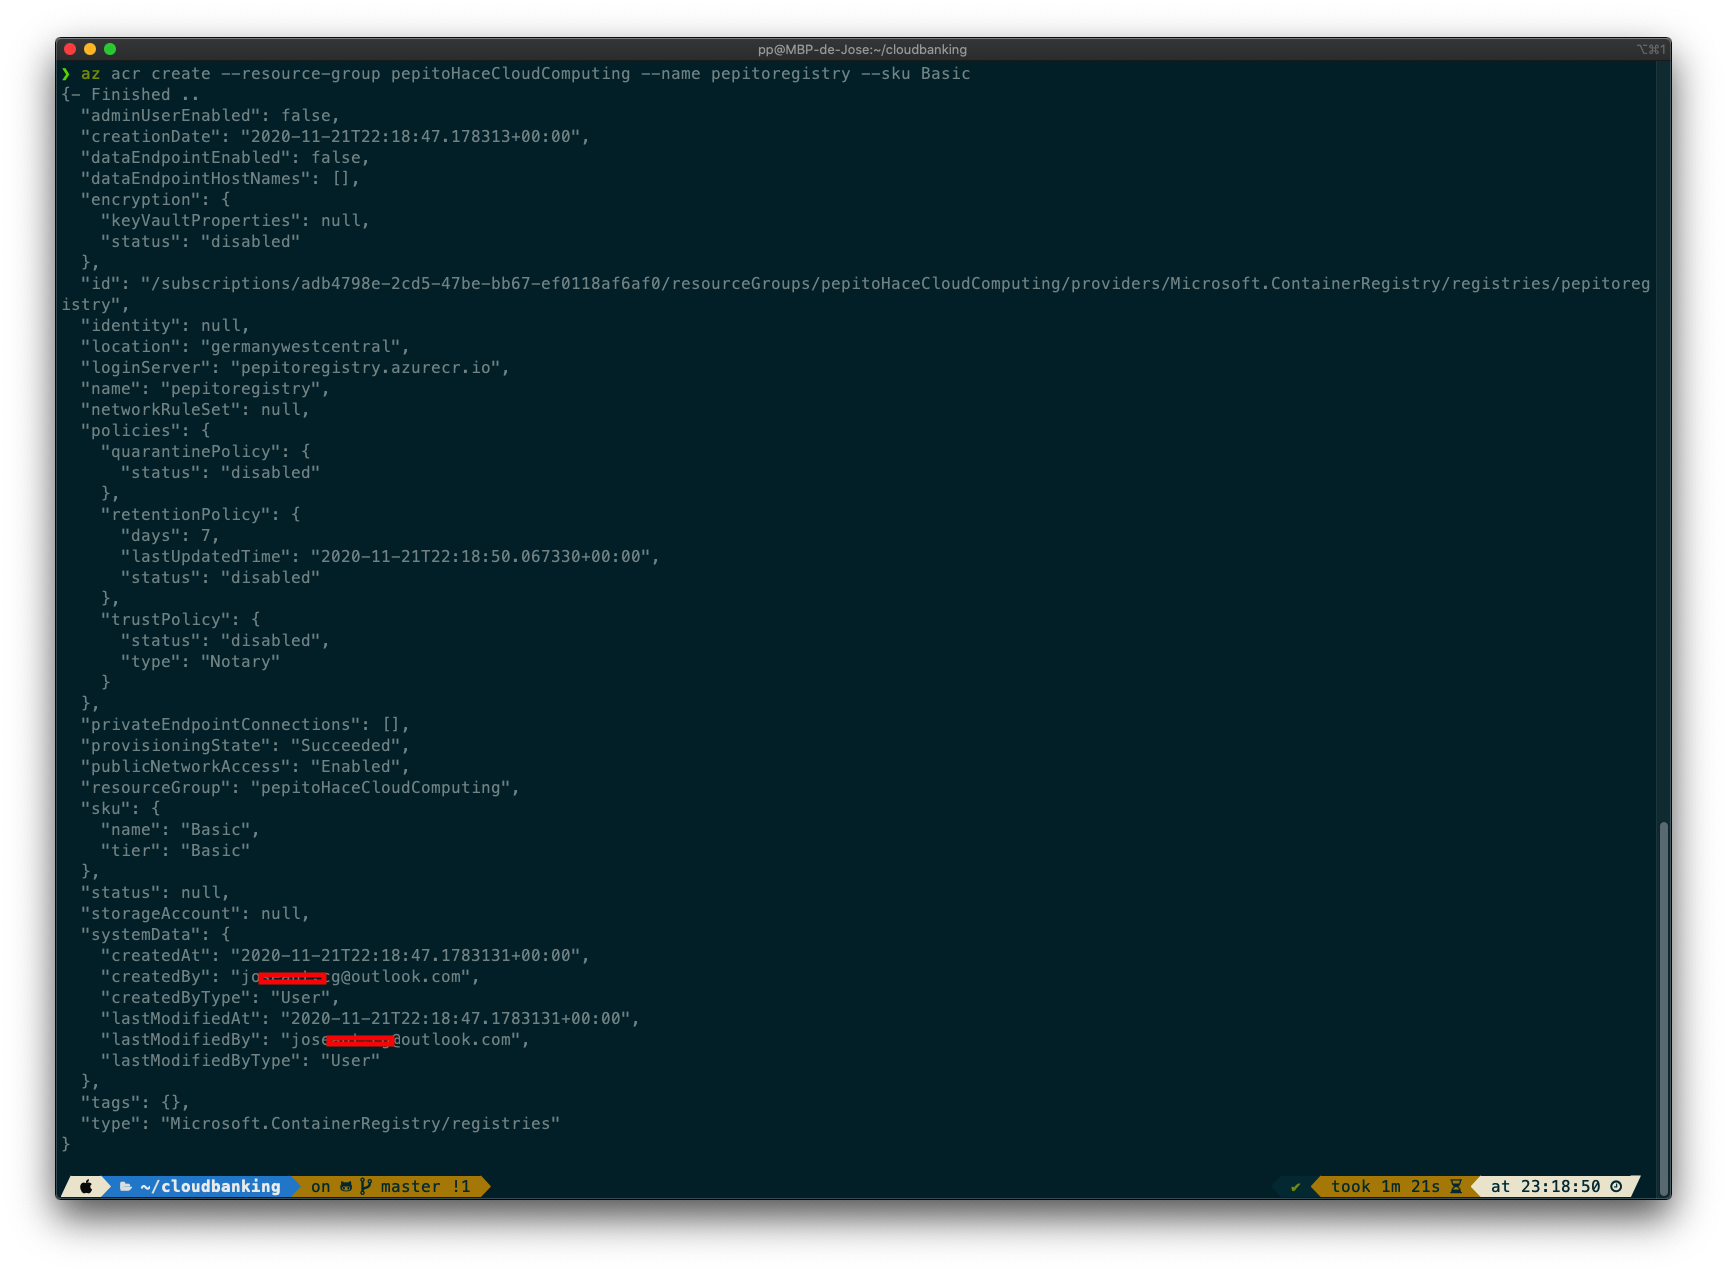 pp@MBP-de-Jose:~/cloudbanking
⌥⌘1
❯ az acr create --resource-group pepitoHaceCloudComputing --name pepitoregistry --sku Basic
{- Finished ..
  "adminUserEnabled": false,
  "creationDate": "2020-11-21T22:18:47.178313+00:00",
  "dataEndpointEnabled": false,
  "dataEndpointHostNames": [],
  "encryption": {
    "keyVaultProperties": null,
    "status": "disabled"
  },
  "id": "/subscriptions/adb4798e-2cd5-47be-bb67-ef0118af6af0/resourceGroups/pepitoHaceCloudComputing/providers/Microsoft.ContainerRegistry/registries/pepitoreg
istry",
  "identity": null,
  "location": "germanywestcentral",
  "loginServer": "pepitoregistry.azurecr.io",
  "name": "pepitoregistry",
  "networkRuleSet": null,
  "policies": {
    "quarantinePolicy": {
      "status": "disabled"
    },
    "retentionPolicy": {
      "days": 7,
      "lastUpdatedTime": "2020-11-21T22:18:50.067330+00:00",
      "status": "disabled"
    },
    "trustPolicy": {
      "status": "disabled",
      "type": "Notary"
    }
  },
  "privateEndpointConnections": [],
  "provisioningState": "Succeeded",
  "publicNetworkAccess": "Enabled",
  "resourceGroup": "pepitoHaceCloudComputing",
  "sku": {
    "name": "Basic",
    "tier": "Basic"
  },
  "status": null,
  "storageAccount": null,
  "systemData": {
    "createdAt": "2020-11-21T22:18:47.1783131+00:00",
    "createdBy": "jo g@outlook.com",
    "createdByType": "User",
    "lastModifiedAt": "2020-11-21T22:18:47.1783131+00:00",
    "lastModifiedBy": "jose @outlook.com",
    "lastModifiedByType": "User"
  },
  "tags": {},
  "type": "Microsoft.ContainerRegistry/registries"
}
~/cloudbanking on master !1 ✔ took 1m 21s at 23:18:50